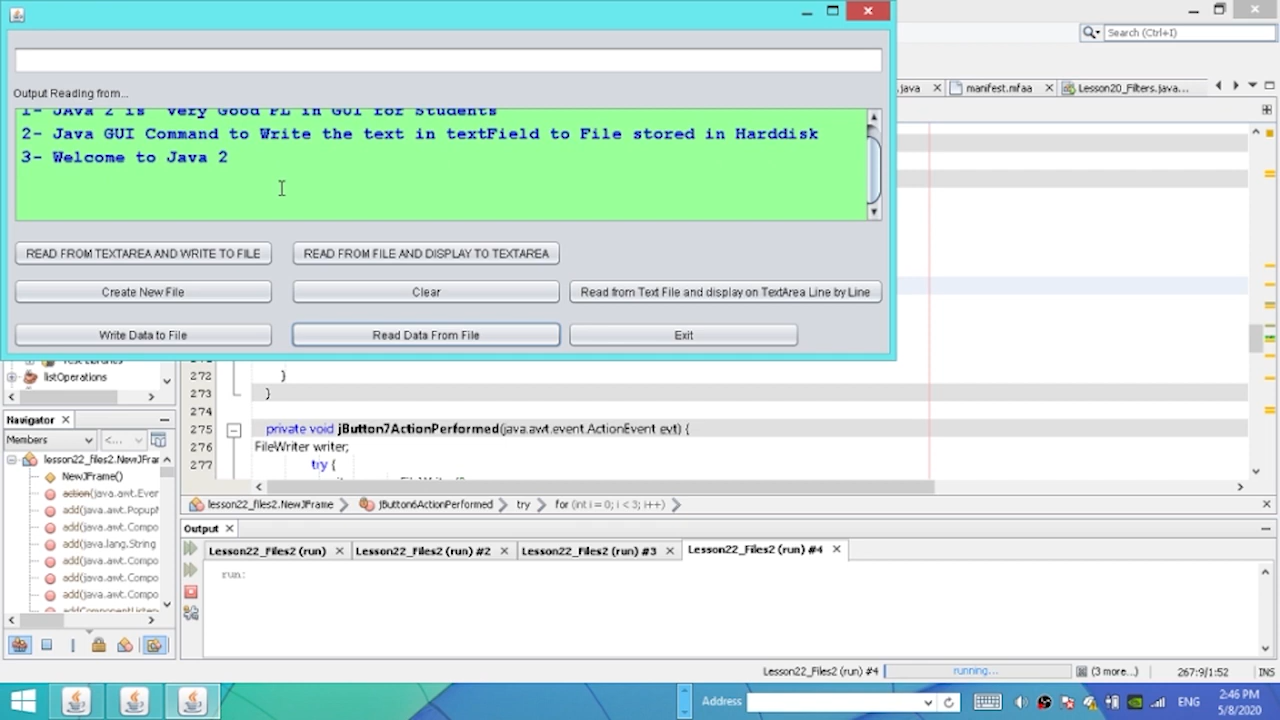 Search (Ctrl+I)
Output Reading from...
.java
manifest.mfaa
Lesson20_Filters.java...
1- JAva 2 is Very Good PL in GUI for Students
2- Java GUI Command to Write the text in textField to File stored in Harddisk
3- Welcome to Java 2
READ FROM TEXTAREA AND WRITE TO FILE
READ FROM FILE AND DISPLAY TO TEXTAREA
Create New File
Clear
Read from Text File and display on TextArea Line by Line
Write Data to File
Read Data From File
Exit
listOperations
272 }
273 }
274
275 private void jButton7ActionPerformed(java.awt.event.ActionEvent evt) {
276 FileWriter writer;
277 try {
Navigator
Members
<...
lesson22_files2.NewJFrar
NewJFrame()
action(java.awt.Ever
add(java.awt.PopupM
add(java.awt.Compo
add(java.lang.String
add(java.awt.Compo
add(java.awt.Compo
add(java.awt.Compo
lesson22_files2.NewJFrame
jButton6ActionPerformed
try
for (int i = 0; i < 3; i++)
Output
Lesson22_Files2 (run)
Lesson22_Files2 (run) #2
Lesson22_Files2 (run) #3
Lesson22_Files2 (run) #4
run:
Lesson22_Files2 (run) #4
running...
(3 more...)
267:9/1:52
INS
Address
ENG
2:46 PM
5/8/2020